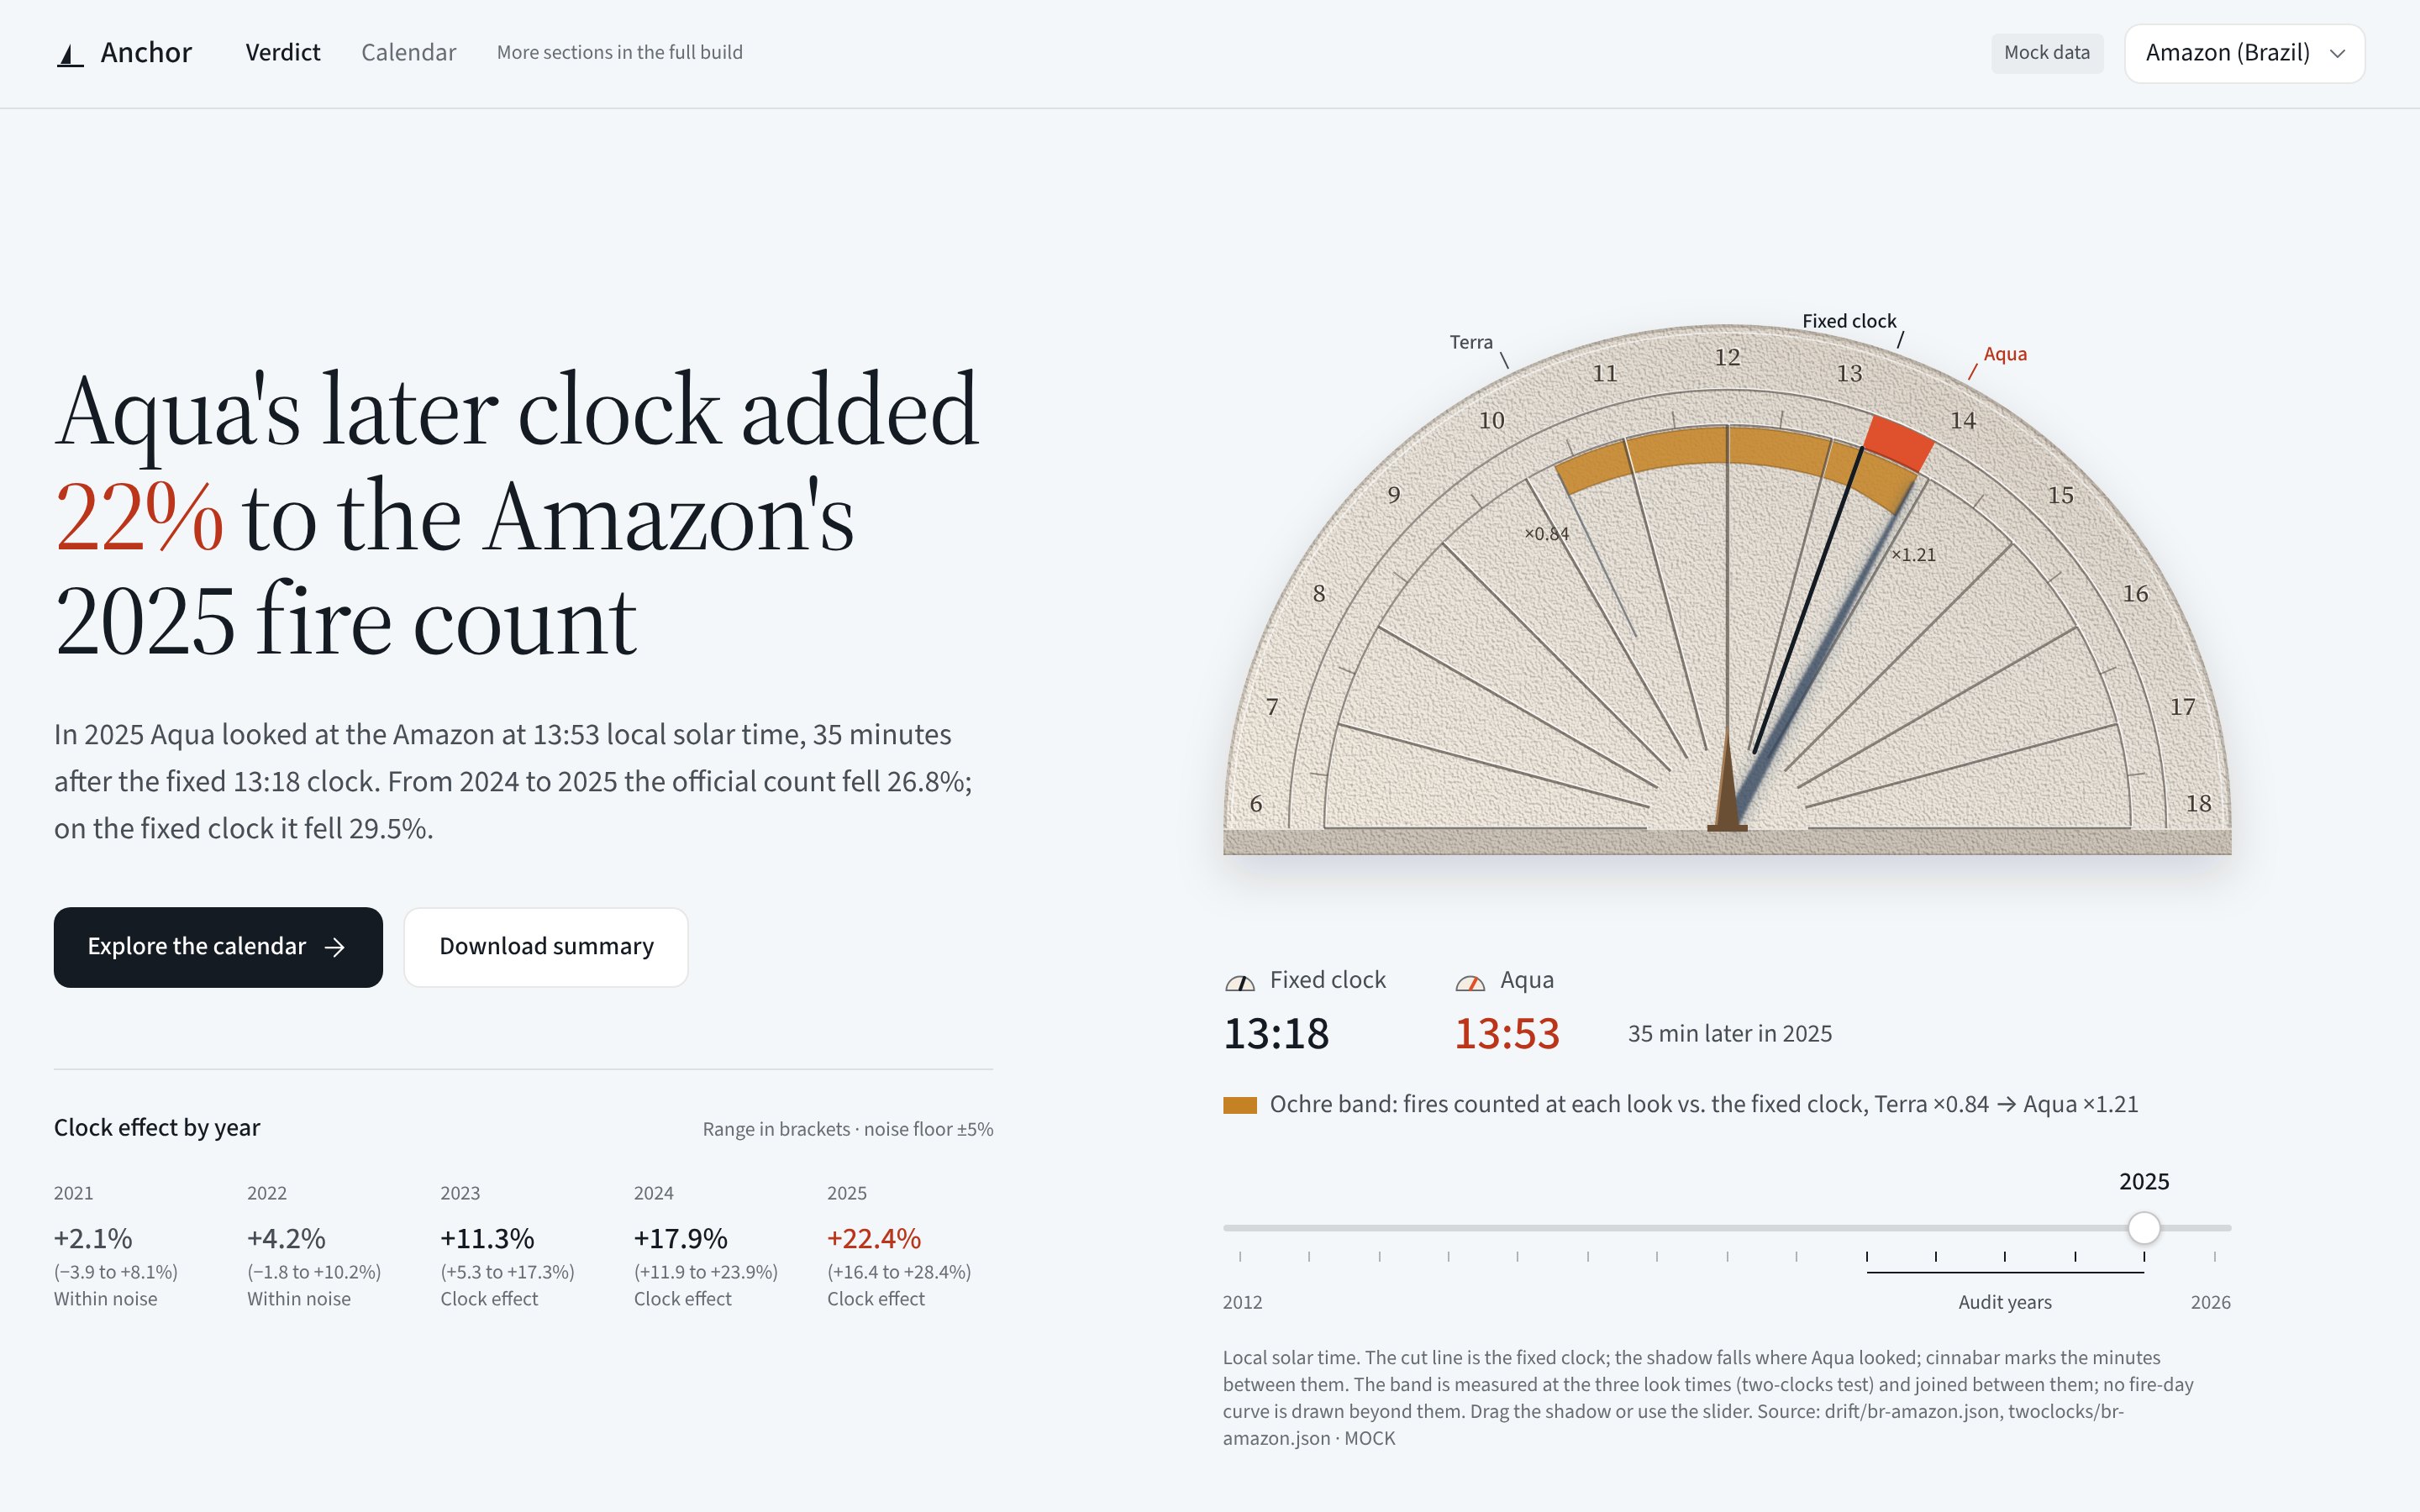 Anchor
Verdict
Calendar
More sections in the full build
Mock data
Amazon (Brazil)
Aqua's later clock added
22% to the Amazon's
2025 fire count
In 2025 Aqua looked at the Amazon at 13:53 local solar time, 35 minutes
after the fixed 13:18 clock. From 2024 to 2025 the official count fell 26.8%;
on the fixed clock it fell 29.5%.
Explore the calendar →
Download summary
Clock effect by year
Range in brackets · noise floor ±5%
2021
+2.1%
(−3.9 to +8.1%)
Within noise
2022
+4.2%
(−1.8 to +10.2%)
Within noise
2023
+11.3%
(+5.3 to +17.3%)
Clock effect
2024
+17.9%
(+11.9 to +23.9%)
Clock effect
2025
+22.4%
(+16.4 to +28.4%)
Clock effect
Terra
Fixed clock
Aqua
6
7
8
9
10
11
12
13
14
15
16
17
18
×0.84
×1.21
Fixed clock
13:18
Aqua
13:53
35 min later in 2025
Ochre band: fires counted at each look vs. the fixed clock, Terra ×0.84 → Aqua ×1.21
2025
2012
Audit years
2026
Local solar time. The cut line is the fixed clock; the shadow falls where Aqua looked; cinnabar marks the minutes
between them. The band is measured at the three look times (two-clocks test) and joined between them; no fire-day
curve is drawn beyond them. Drag the shadow or use the slider. Source: drift/br-amazon.json, twoclocks/br-
amazon.json · MOCK